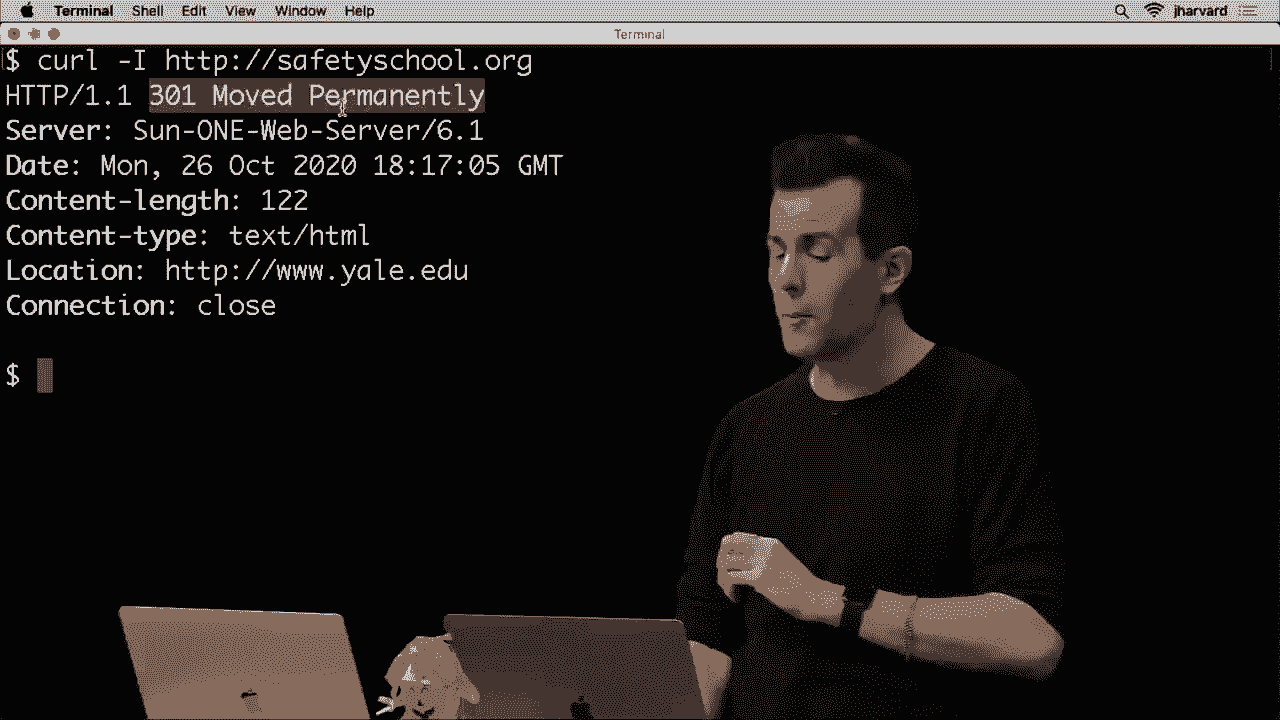 Terminal Shell Edit View Window Help jharvard
Terminal
$ curl -I http://safetyschool.org
HTTP/1.1 301 Moved Permanently
Server: Sun-ONE-Web-Server/6.1
Date: Mon, 26 Oct 2020 18:17:05 GMT
Content-length: 122
Content-type: text/html
Location: http://www.yale.edu
Connection: close
$